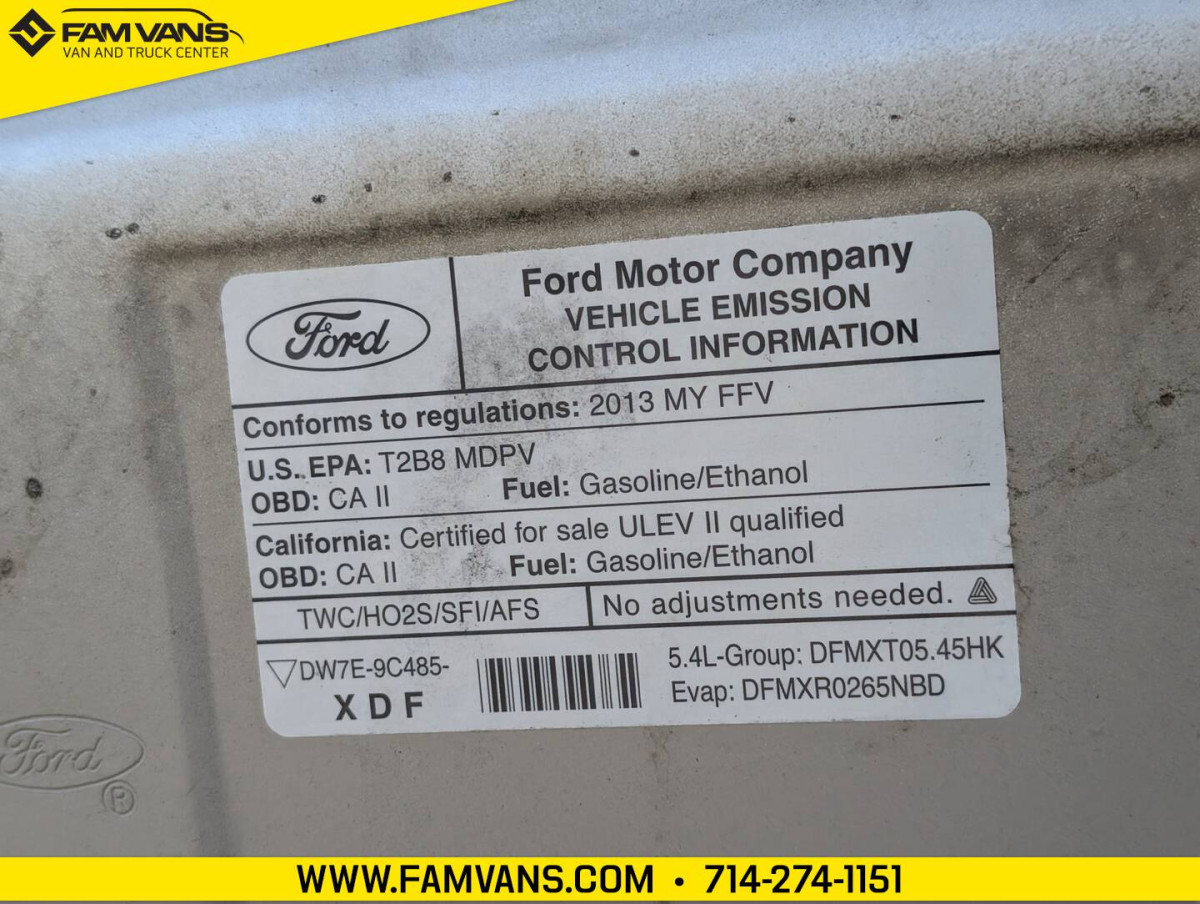 FAM VANS
VAN AND TRUCK CENTER
Ford
Ford Motor Company
VEHICLE EMISSION
CONTROL INFORMATION
Conforms to regulations: 2013 MY FFV
U.S. EPA: T2B8 MDPV
OBD: CA II Fuel: Gasoline/Ethanol
California: Certified for sale ULEV II qualified
OBD: CA II Fuel: Gasoline/Ethanol
TWC/HO2S/SFI/AFS
No adjustments needed.
DW7E-9C485-
X D F
5.4L-Group: DFMXT05.45HK
Evap: DFMXR0265NBD
Ford
®
WWW.FAMVANS.COM • 714-274-1151